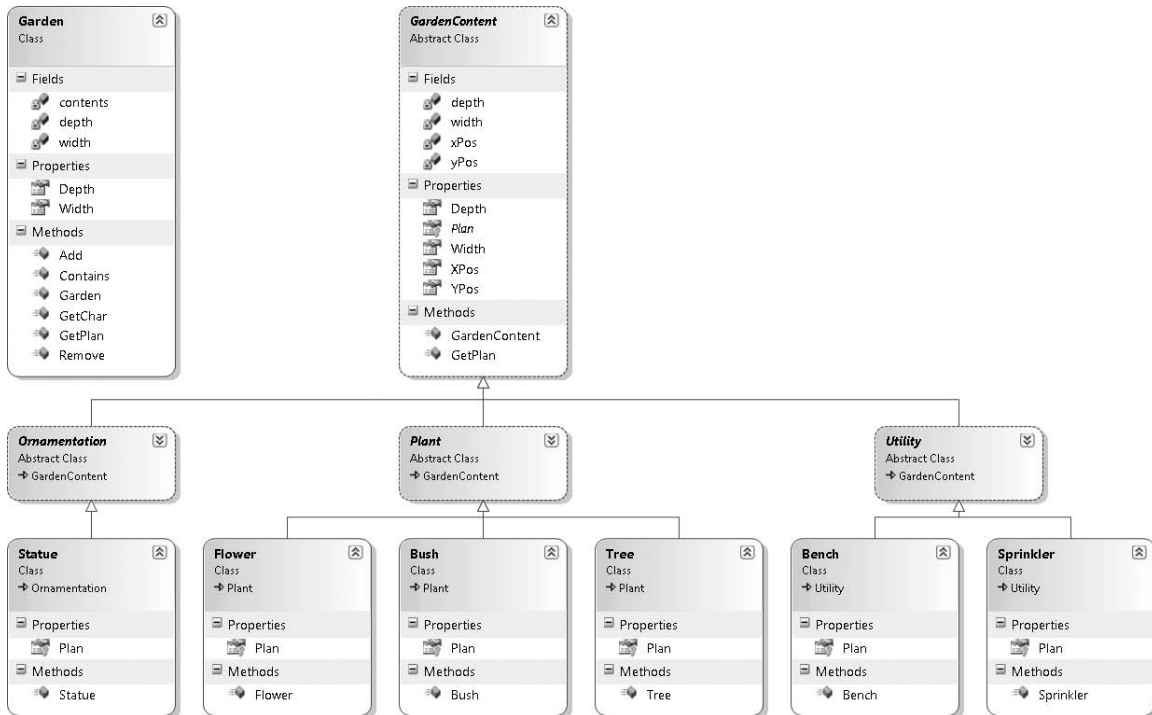 Garden
Class
Fields
contents
depth
width
Properties
Depth
Width
Methods
Add
Contains
Garden
GetChar
GetPlan
Remove
GardenContent
Abstract Class
Fields
depth
width
xPos
yPos
Properties
Depth
Plan
Width
XPos
YPos
Methods
GardenContent
GetPlan
Ornamentation
Abstract Class
GardenContent
Plant
Abstract Class
GardenContent
Utility
Abstract Class
GardenContent
Statue
Class
Ornamentation
Properties
Plan
Methods
Statue
Flower
Class
Plant
Properties
Plan
Methods
Flower
Bush
Class
Plant
Properties
Plan
Methods
Bush
Tree
Class
Plant
Properties
Plan
Methods
Tree
Bench
Class
Utility
Properties
Plan
Methods
Bench
Sprinkler
Class
Utility
Properties
Plan
Methods
Sprinkler